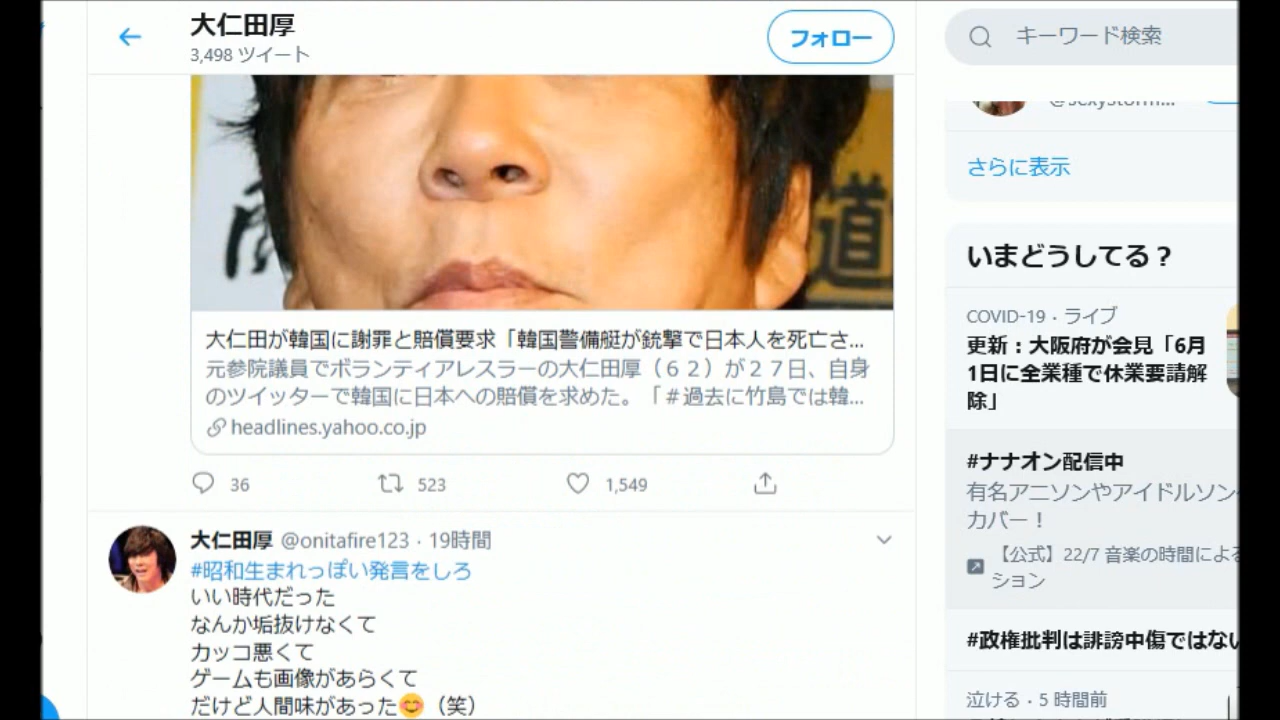 大仁田厚
3,498 ツイート
フォロー
キーワード検索
さらに表示
道
大仁田が韓国に謝罪と賠償要求「韓国警備艇が銃撃で日本人を死亡さ...
元参院議員でボランティアレスラーの大仁田厚（６２）が２７日、自身
のツイッターで韓国に日本への賠償を求めた。「＃過去に竹島では韓...
headlines.yahoo.co.jp
36
523
1,549
大仁田厚 @onitafire123 · 19時間
#昭和生まれっぽい発言をしろ
いい時代だった
なんか垢抜けなくて
カッコ悪くて
ゲームも画像があらくて
だけど人間味があった😊（笑）
いまどうしてる？
COVID-19 · ライブ
更新：大阪府が会見「6月
1日に全業種で休業要請解
除」
#ナナオン配信中
有名アニソンやアイドルソン
カバー！
【公式】22/7 音楽の時間による
ション
#政権批判は誹謗中傷ではない
泣ける · 5 時間前